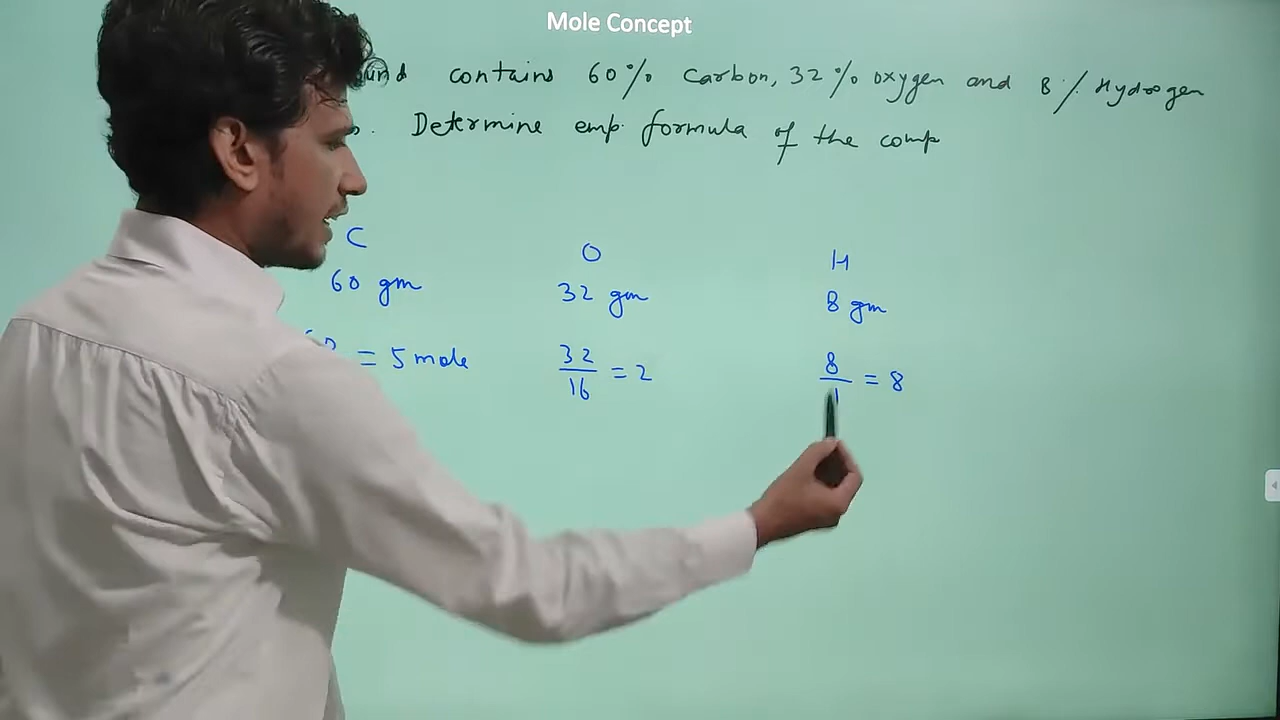 Mole Concept
contains 60% Carbon, 32% oxygen and 8% Hydrogen
Determine emp. formula of the comp
C O H
60 gm 32 gm 8 gm
= 5 mole 32/16 = 2 8/1 = 8